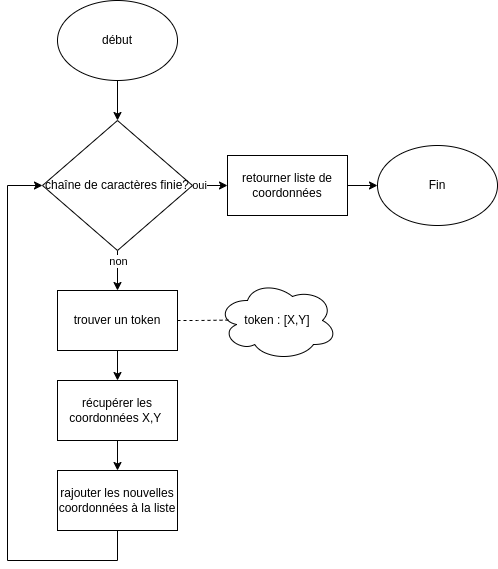 début
chaîne de caractères finie?
oui
retourner liste de
coordonnées
Fin
non
trouver un token
token : [X,Y]
récupérer les
coordonnées X,Y
rajouter les nouvelles
coordonnées à la liste